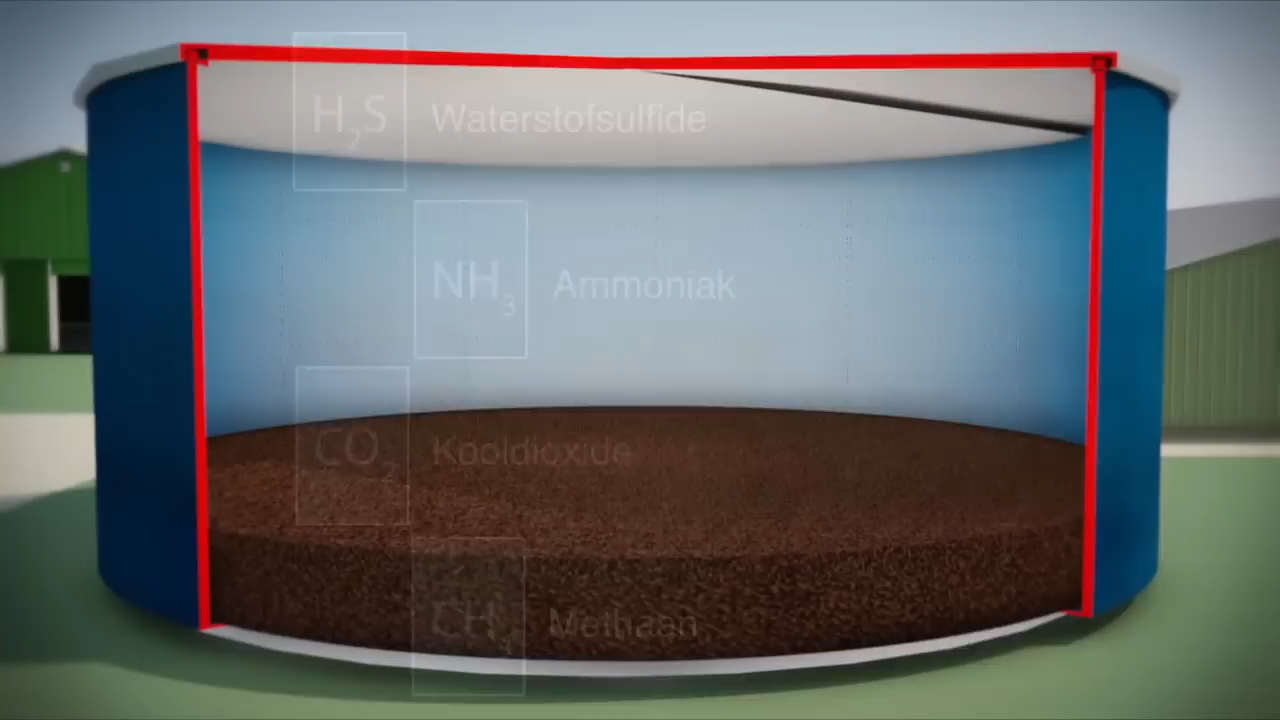 H₂S Waterstofsulfide
NH₃ Ammoniak
CO₂ Kooldioxide
CH₄ Methaan